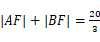 |AF| + |BF| = 20/3